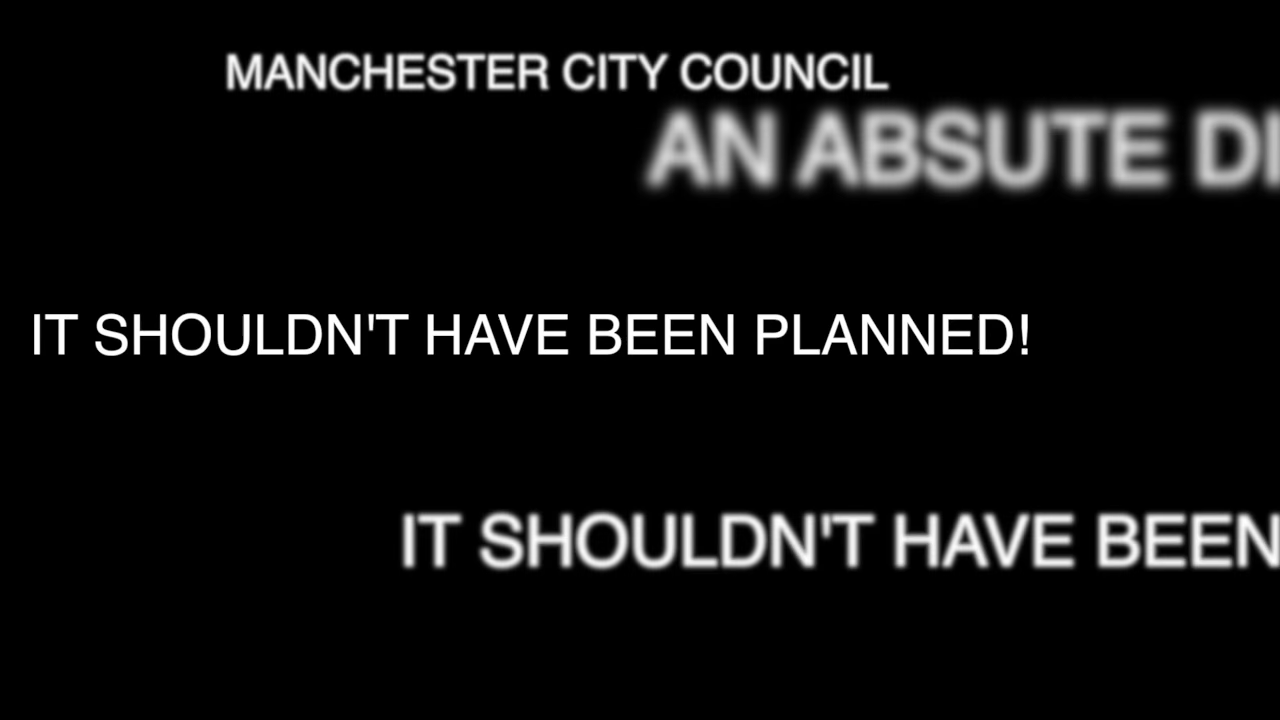 MANCHESTER CITY COUNCIL
AN ABSUTE DI
IT SHOULDN'T HAVE BEEN PLANNED!
IT SHOULDN'T HAVE BEEN